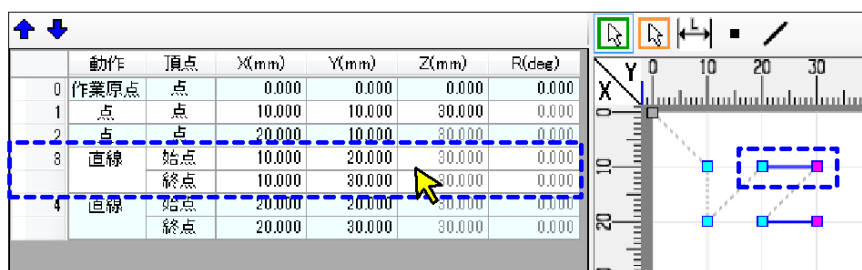 動作 頂点 X(mm) Y(mm) Z(mm) R(deg)
0 作業原点 点 0.000 0.000 0.000 0.000
1 点 点 10.000 10.000 30.000 0.000
2 点 点 20.000 10.000 30.000 0.000
3 直線 始点 10.000 20.000 30.000 0.000
終点 10.000 30.000 30.000 0.000
4 直線 始点 20.000 20.000 30.000 0.000
終点 20.000 30.000 30.000 0.000
L
Y 0 10 20 30
X
0
10
20